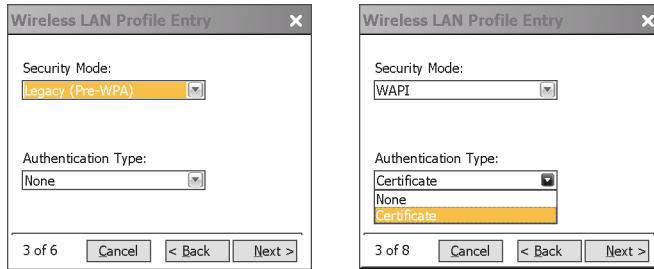 Wireless LAN Profile Entry
Security Mode:
Legacy (Pre-WPA)
Authentication Type:
None
3 of 6 Cancel < Back Next >
Wireless LAN Profile Entry
Security Mode:
WAPI
Authentication Type:
Certificate
None
Certificate
3 of 8 Cancel < Back Next >